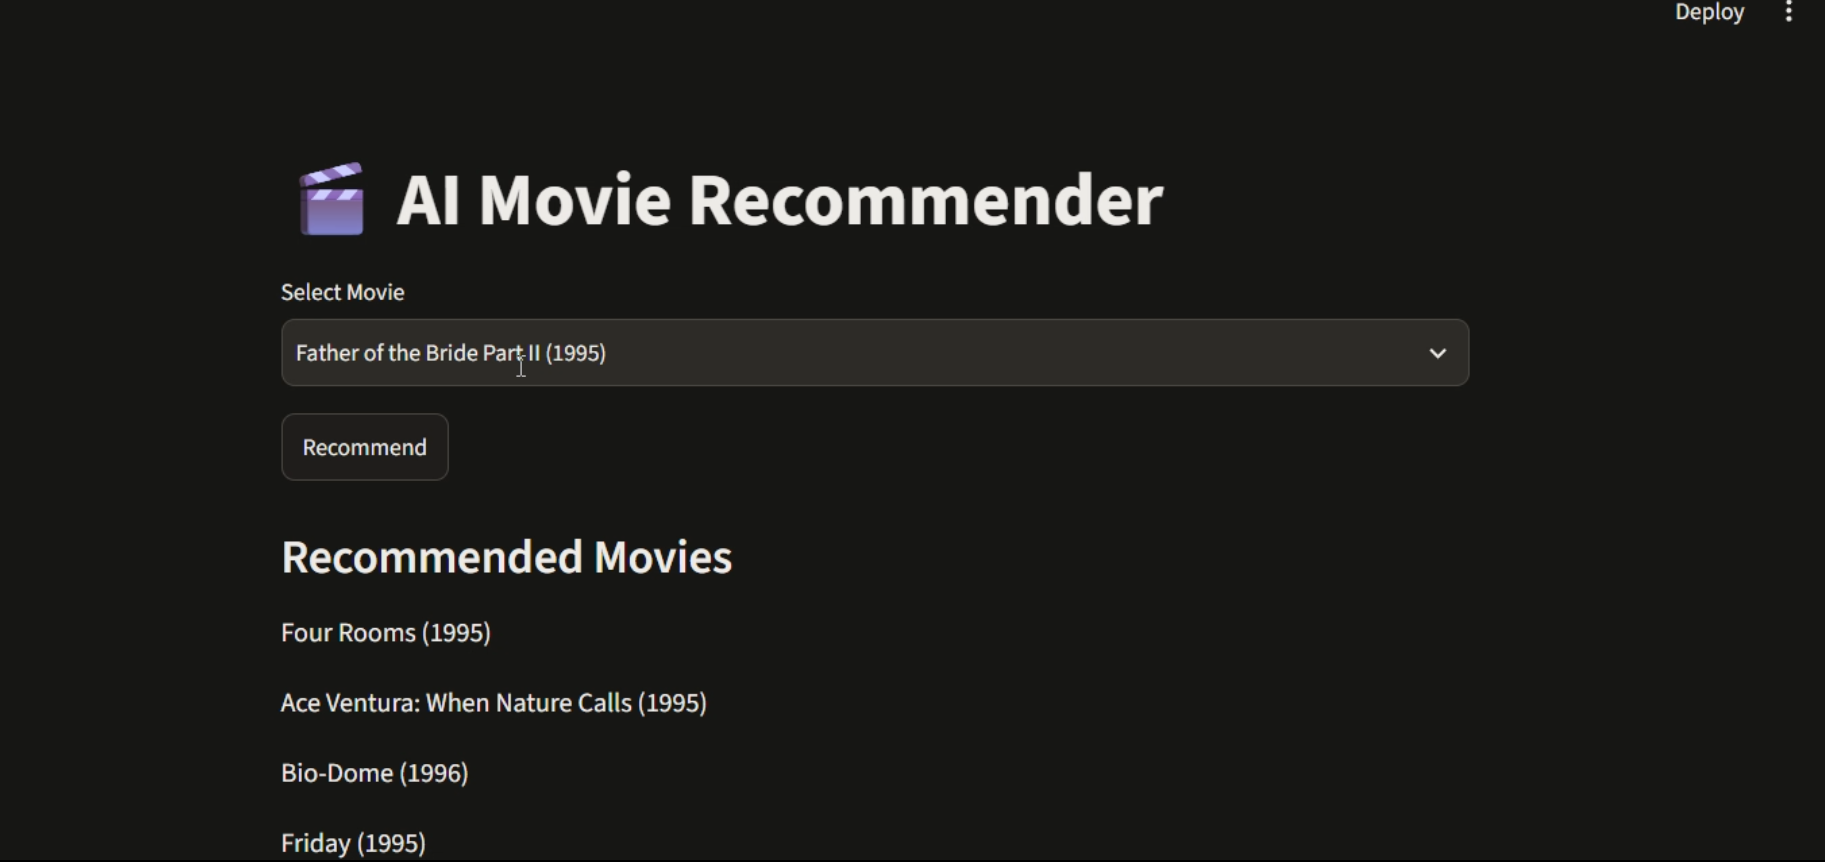 Deploy
AI Movie Recommender
Select Movie
Father of the Bride Part II (1995)
Recommend
Recommended Movies
Four Rooms (1995)
Ace Ventura: When Nature Calls (1995)
Bio-Dome (1996)
Friday (1995)